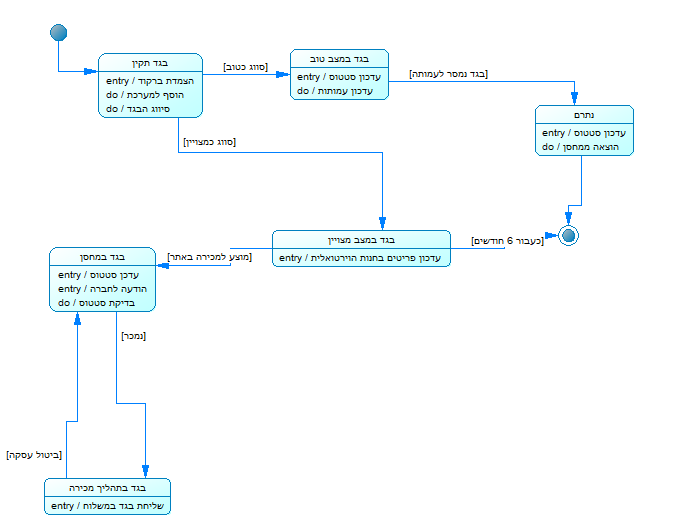 בגד תקין
entry / הצמדת ברקוד
do / הוסף למערכת
do / סיווג הבגד
[סווג כטוב]
בגד במצב טוב
entry / עדכון סטטוס
do / עדכון עמותות
[בגד נמסר לעמותה]
נתרם
entry / עדכון סטטוס
do / הוצאה ממחסן
[סווג כמצויין]
בגד במצב מצויין
entry / עדכון פריטים בחנות הוירטואלית
[כעבור 6 חודשים]
[מוצע למכירה באתר]
בגד במחסן
entry / עדכן סטטוס
entry / הודעה לחברה
do / בדיקת סטטוס
[נמכר]
[ביטול עסקה]
בגד בתהליך מכירה
entry / שליחת בגד במשלוח